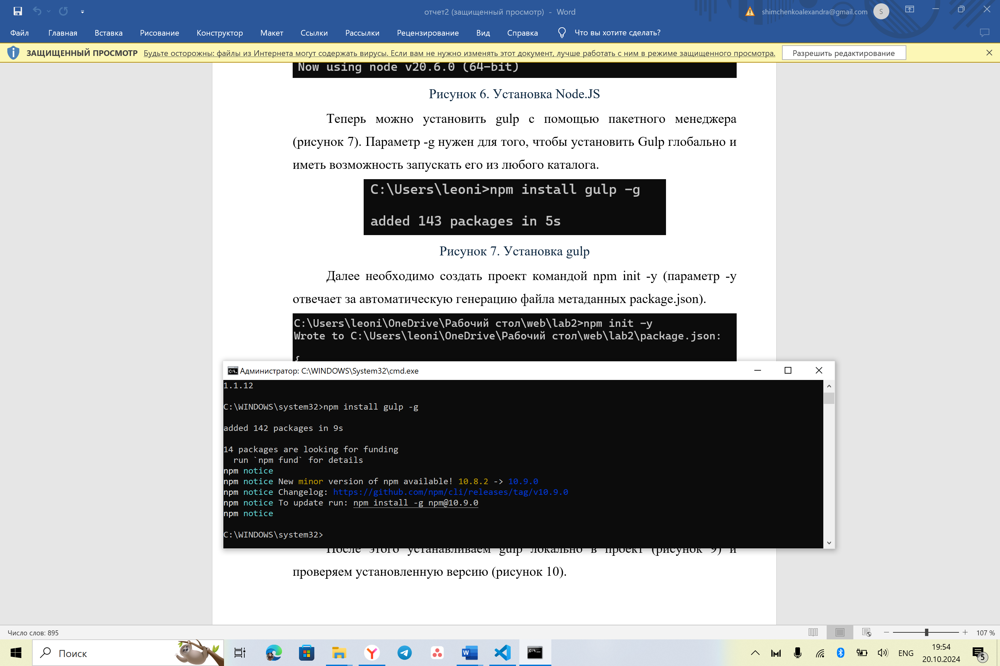 отчет2 (защищенный просмотр) - Word
shimchenkoalexandra@gmail.com
S
Файл Главная Вставка Рисование Конструктор Макет Ссылки Рассылки Рецензирование Вид Справка Что вы хотите сделать?
ЗАЩИЩЕННЫЙ ПРОСМОТР Будьте осторожны: файлы из Интернета могут содержать вирусы. Если вам не нужно изменять этот документ, лучше работать с ним в режиме защищенного просмотра. Разрешить редактирование
Now using node v20.6.0 (64-bit)
Рисунок 6. Установка Node.JS
Теперь можно установить gulp с помощью пакетного менеджера
(рисунок 7). Параметр -g нужен для того, чтобы установить Gulp глобально и
иметь возможность запускать его из любого каталога.
C:\Users\leoni>npm install gulp -g
added 143 packages in 5s
Рисунок 7. Установка gulp
Далее необходимо создать проект командой npm init -y (параметр -y
отвечает за автоматическую генерацию файла метаданных package.json).
C:\Users\leoni\OneDrive\Рабочий стол\web\lab2>npm init -y
Wrote to C:\Users\leoni\OneDrive\Рабочий стол\web\lab2\package.json:
{
Администратор: C:\WINDOWS\System32\cmd.exe
1.1.12
C:\WINDOWS\system32>npm install gulp -g
added 142 packages in 9s
14 packages are looking for funding
run `npm fund` for details
npm notice
npm notice New minor version of npm available! 10.8.2 -> 10.9.0
npm notice Changelog: https://github.com/npm/cli/releases/tag/v10.9.0
npm notice To update run: npm install -g npm@10.9.0
npm notice
C:\WINDOWS\system32>
После этого устанавливаем gulp локально в проект (рисунок 9) и
проверяем установленную версию (рисунок 10).
Число слов: 895
107 %
Поиск
ENG
19:54
20.10.2024
5